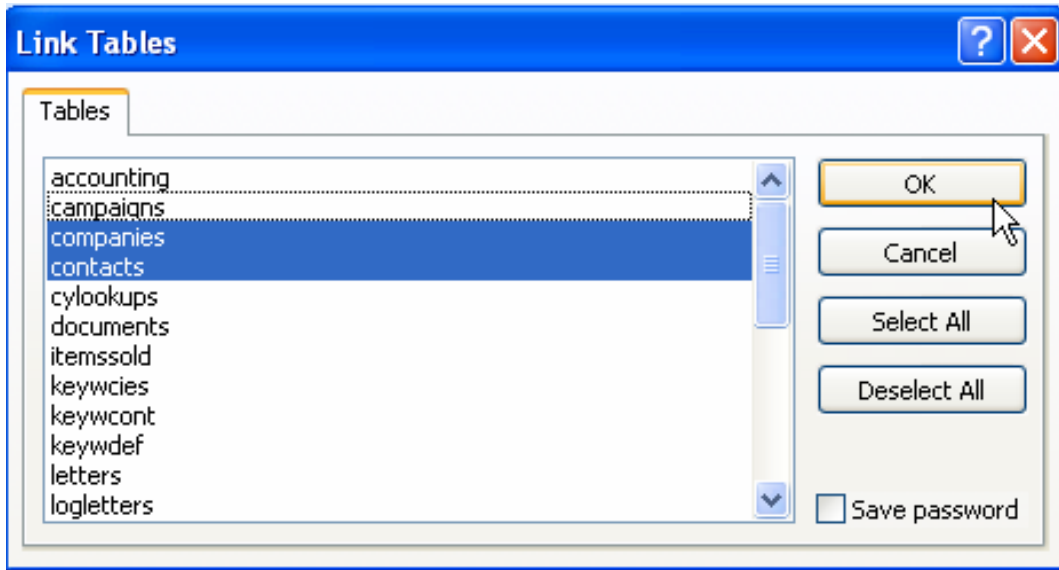 Link Tables
Tables
accounting
campaigns
companies
contacts
cylookups
documents
itemssold
keywcies
keywcont
keywdef
letters
logletters
OK
Cancel
Select All
Deselect All
Save password